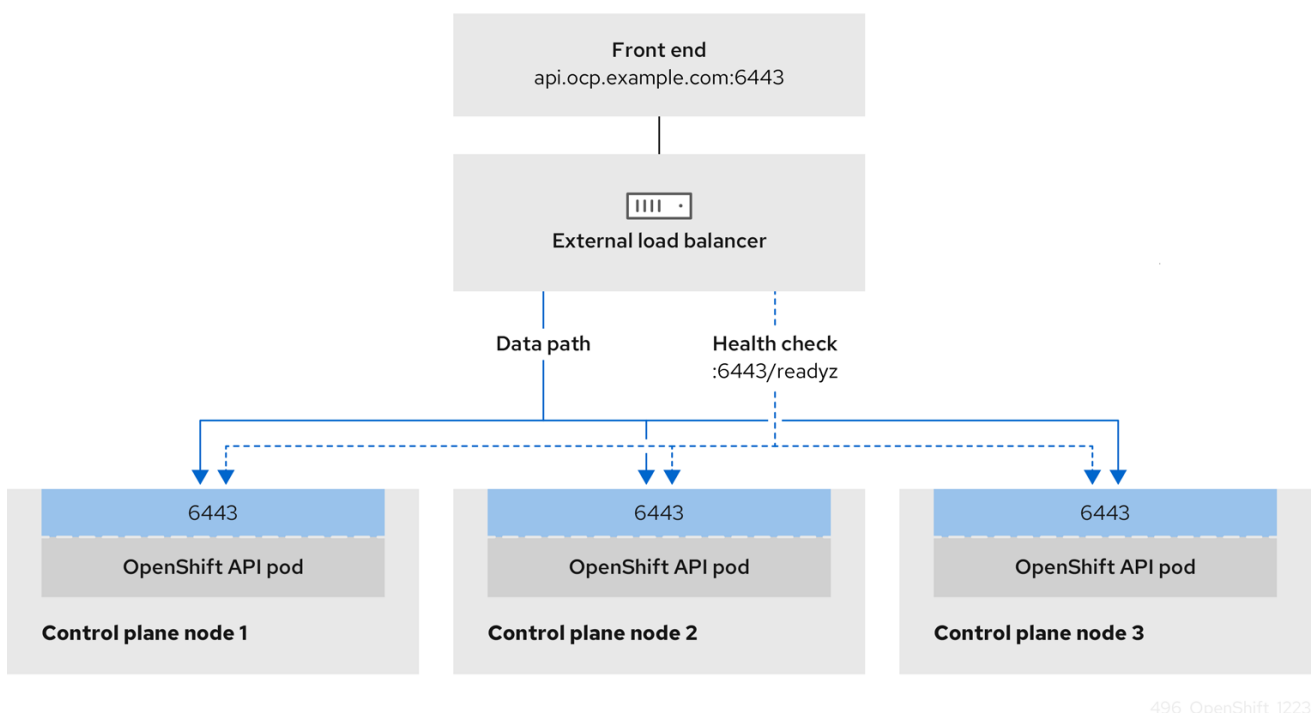 Front end
api.ocp.example.com:6443
External load balancer
Data path
Health check
:6443/readyz
6443
OpenShift API pod
Control plane node 1
6443
OpenShift API pod
Control plane node 2
6443
OpenShift API pod
Control plane node 3
496_OpenShift_1223